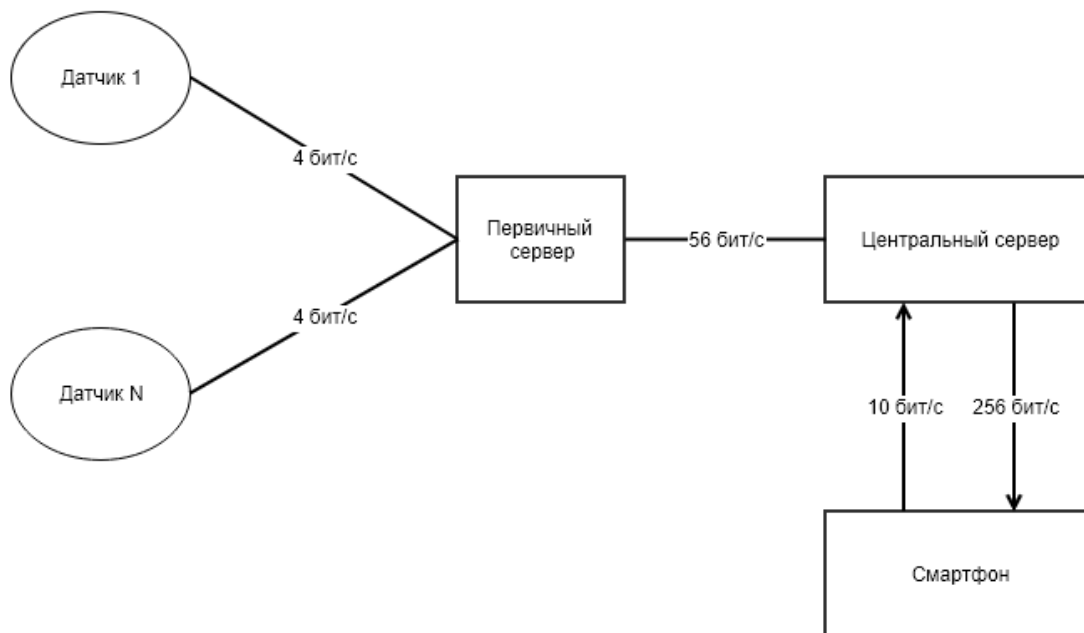 Датчик 1
4 бит/с
Первичный
сервер
56 бит/с
Центральный сервер
4 бит/с
Датчик N
10 бит/с
256 бит/с
Смартфон